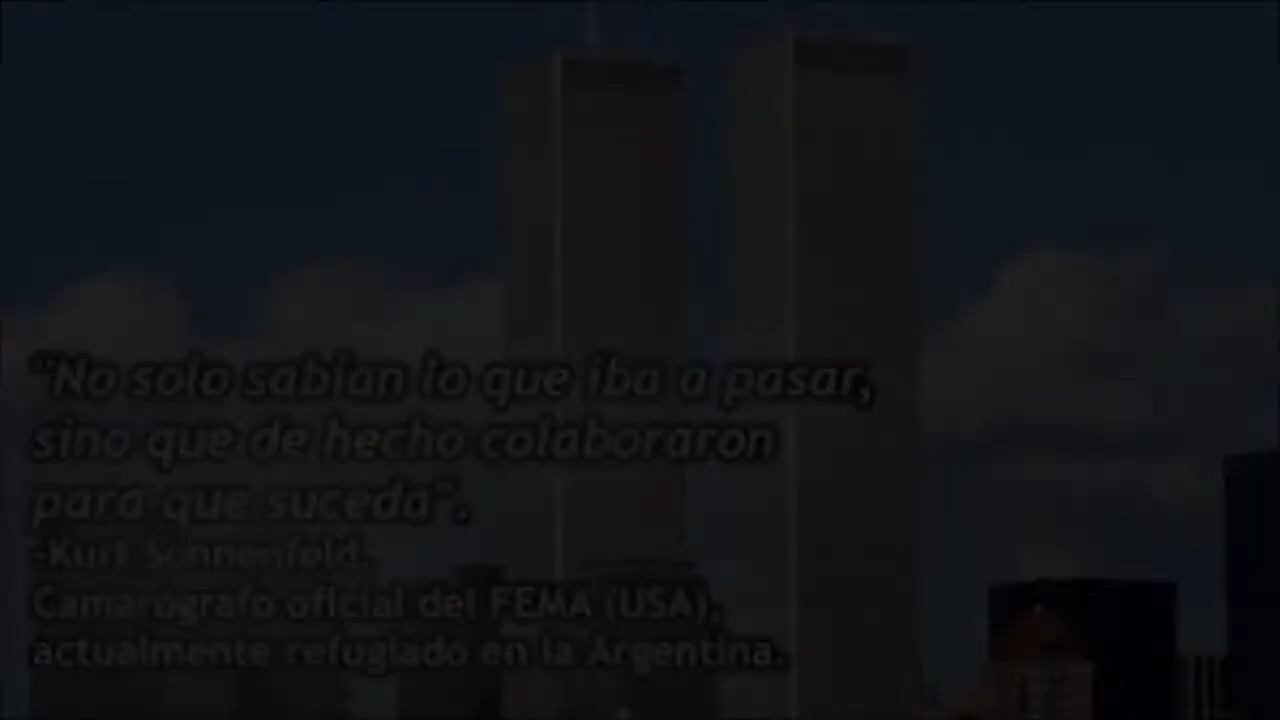 "No solo sabían lo que iba a pasar,
sino que de hecho colaboraron
para que suceda".
-Kurt Sonnenfeld.
Camarógrafo oficial del FEMA (USA),
actualmente refugiado en la Argentina.